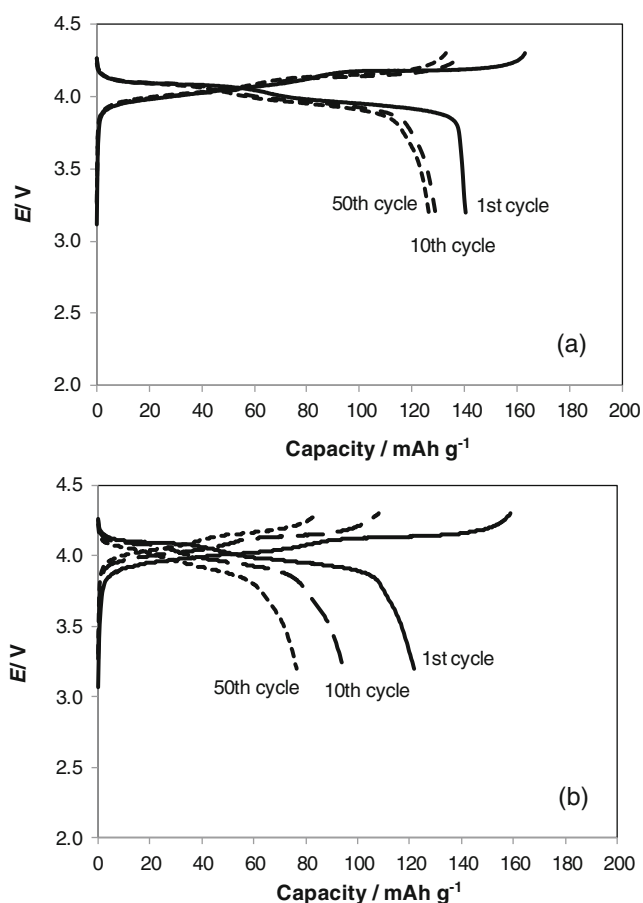 4.5
4.0
3.5
3.0
2.5
2.0
E/ V
50th cycle
1st cycle
10th cycle
(a)
0 20 40 60 80 100 120 140 160 180 200
Capacity / mAh g-1
4.5
4.0
3.5
3.0
2.5
2.0
E/ V
1st cycle
50th cycle 10th cycle
(b)
0 20 40 60 80 100 120 140 160 180 200
Capacity / mAh g-1